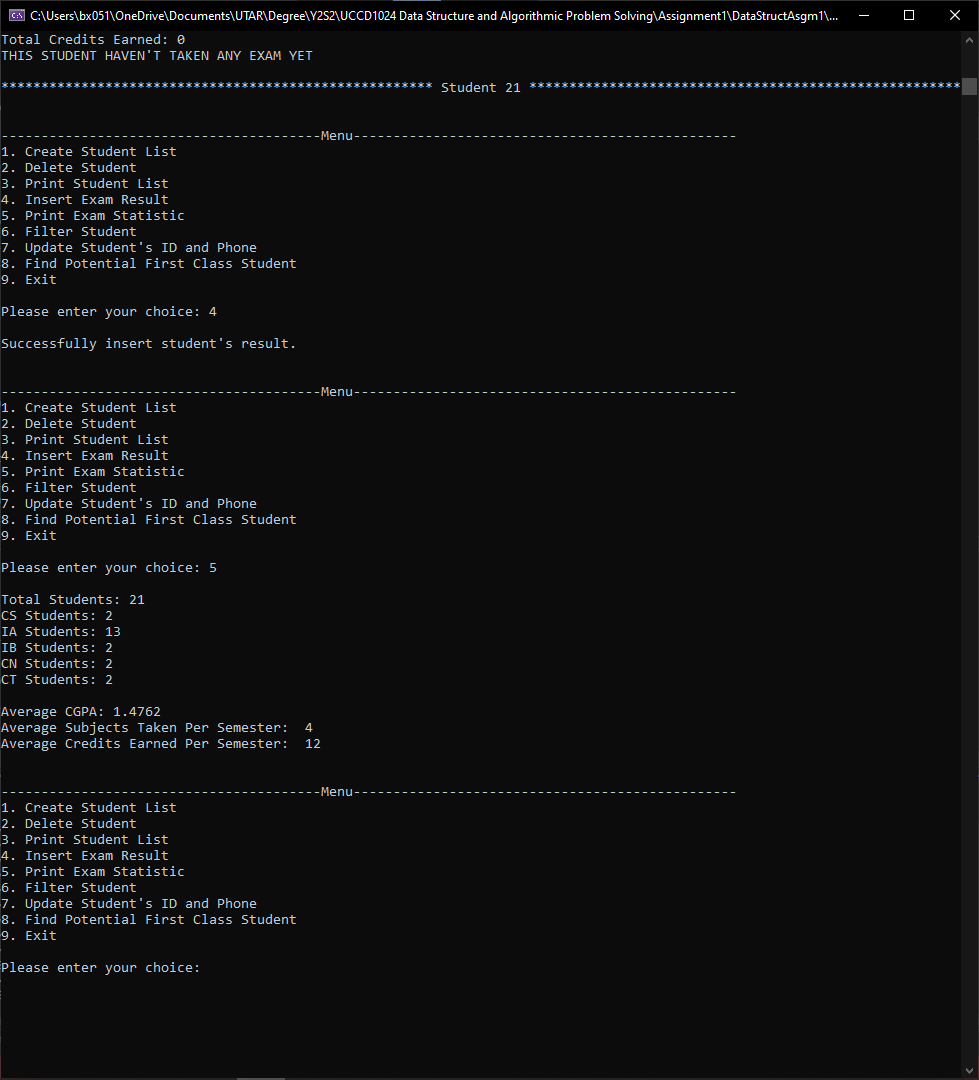 C:\Users\bx051\OneDrive\Documents\UTAR\Degree\Y2S2\UCCD1024 Data Structure and Algorithmic Problem Solving\Assignment1\DataStructAsgm1\...
Total Credits Earned: 0
THIS STUDENT HAVEN'T TAKEN ANY EXAM YET
****************************************************** Student 21 ******************************************************
----------------------------------------Menu------------------------------------------------
1. Create Student List
2. Delete Student
3. Print Student List
4. Insert Exam Result
5. Print Exam Statistic
6. Filter Student
7. Update Student's ID and Phone
8. Find Potential First Class Student
9. Exit
Please enter your choice: 4
Successfully insert student's result.
----------------------------------------Menu------------------------------------------------
1. Create Student List
2. Delete Student
3. Print Student List
4. Insert Exam Result
5. Print Exam Statistic
6. Filter Student
7. Update Student's ID and Phone
8. Find Potential First Class Student
9. Exit
Please enter your choice: 5
Total Students: 21
CS Students: 2
IA Students: 13
IB Students: 2
CN Students: 2
CT Students: 2
Average CGPA: 1.4762
Average Subjects Taken Per Semester:  4
Average Credits Earned Per Semester:  12
----------------------------------------Menu------------------------------------------------
1. Create Student List
2. Delete Student
3. Print Student List
4. Insert Exam Result
5. Print Exam Statistic
6. Filter Student
7. Update Student's ID and Phone
8. Find Potential First Class Student
9. Exit
Please enter your choice: